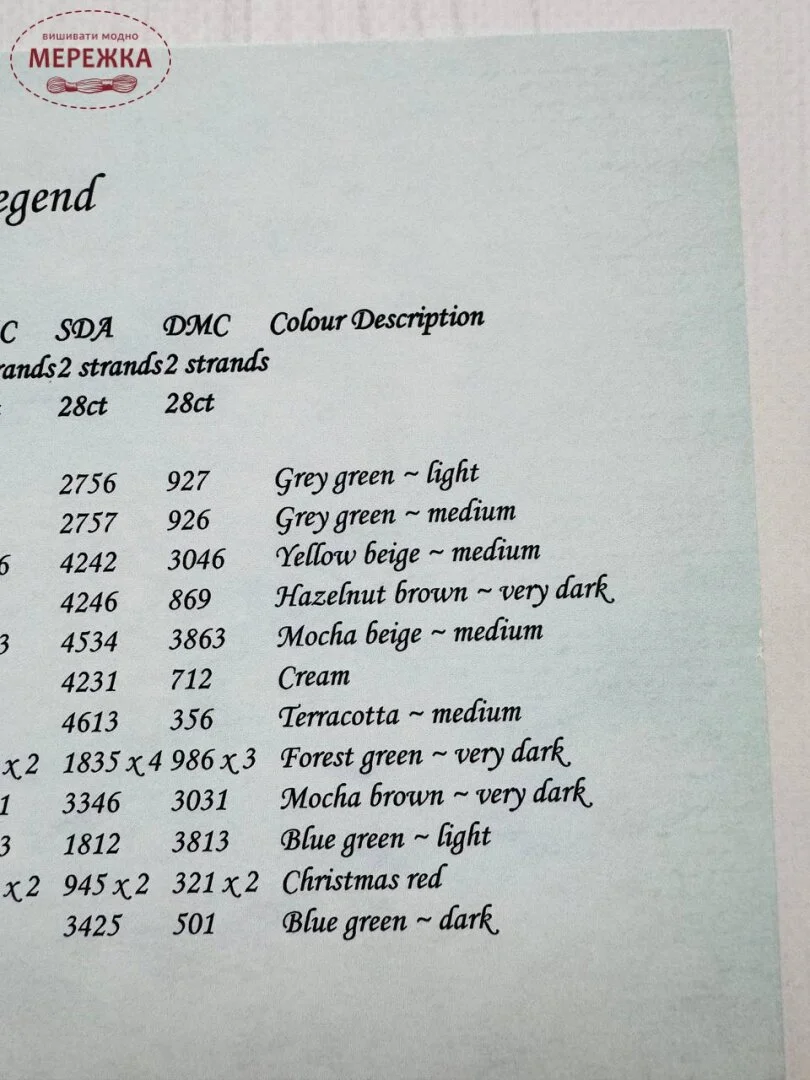 вишивати модно
МЕРЕЖКА
egend
C SDA DMC Colour Description
rands 2 strands 2 strands
28ct 28ct
2756 927 Grey green ~ light
2757 926 Grey green ~ medium
6 4242 3046 Yellow beige ~ medium
4246 869 Hazelnut brown ~ very dark
3 4534 3863 Mocha beige ~ medium
4231 712 Cream
4613 356 Terracotta ~ medium
x 2 1835 x 4 986 x 3 Forest green ~ very dark
1 3346 3031 Mocha brown ~ very dark
3 1812 3813 Blue green ~ light
x 2 945 x 2 321 x 2 Christmas red
3425 501 Blue green ~ dark